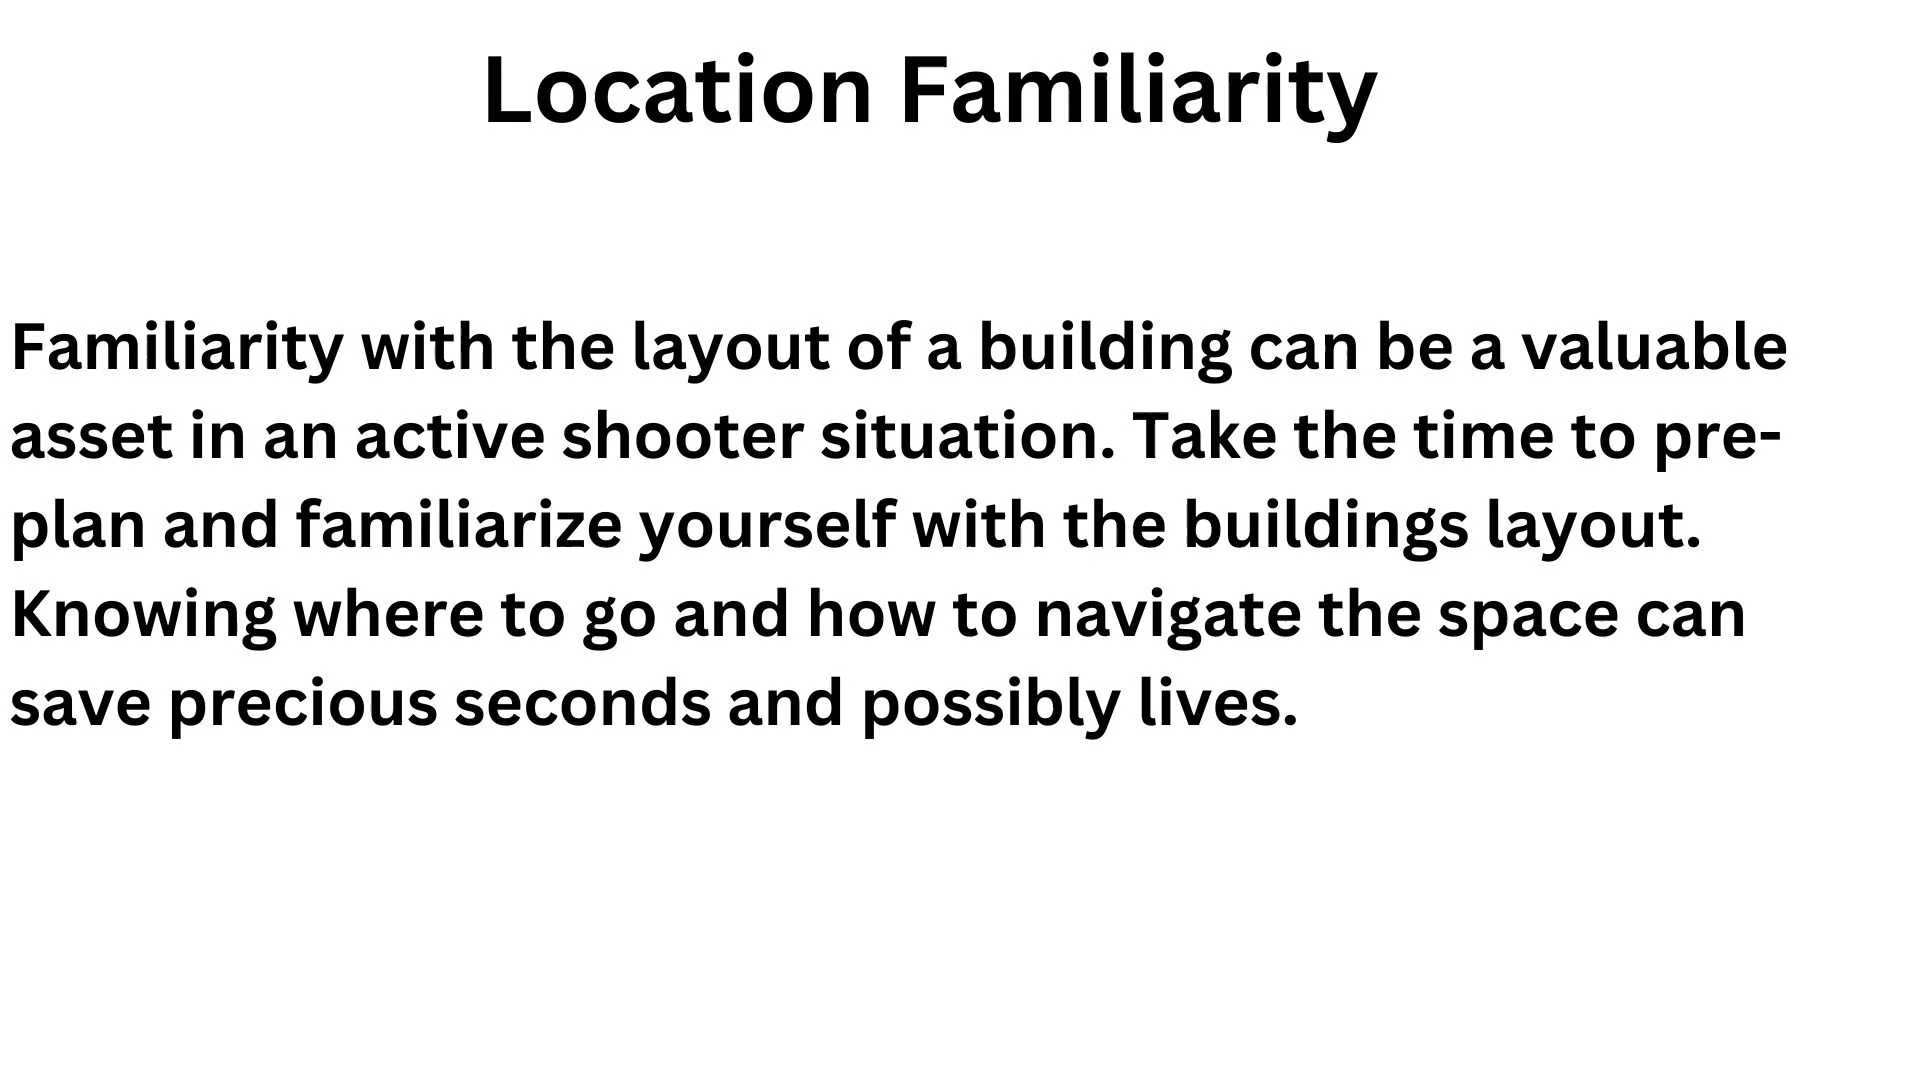 Location Familiarity
Familiarity with the layout of a building can be a valuable
asset in an active shooter situation. Take the time to pre-
plan and familiarize yourself with the buildings layout.
Knowing where to go and how to navigate the space can
save precious seconds and possibly lives.